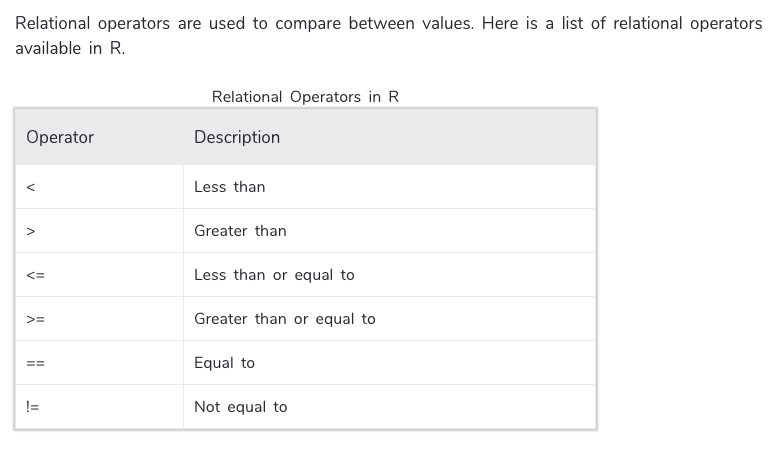 Relational operators are used to compare between values. Here is a list of relational operators
available in R.
Relational Operators in R
Operator Description
< Less than
> Greater than
<= Less than or equal to
>= Greater than or equal to
== Equal to
!= Not equal to